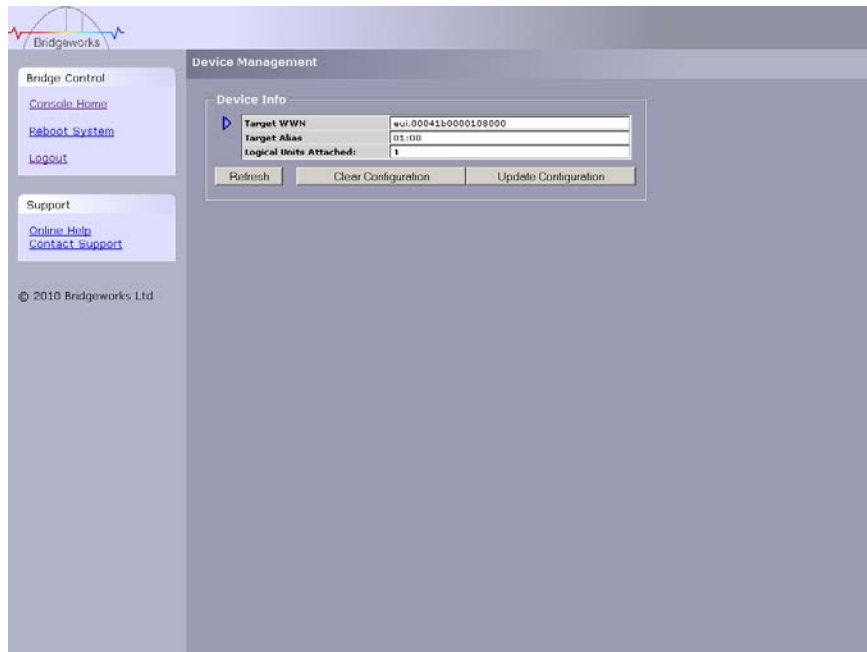 Bridgeworks
Device Management
Bridge Control
Console Home
Reboot System
Logout
Support
Online Help
Contact Support
© 2010 Bridgeworks Ltd
Device Info
Target WWN eui.00041b0000108000
Target Alias 01:00
Logical Units Attached: 1
Refresh Clear Configuration Update Configuration